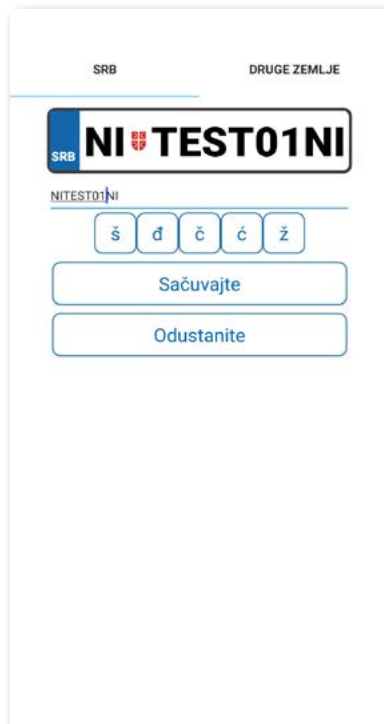 SRB DRUGE ZEMLJE
SRB NI TEST01NI
NITEST01NI
š đ č ć ž
Sačuvajte
Odustanite